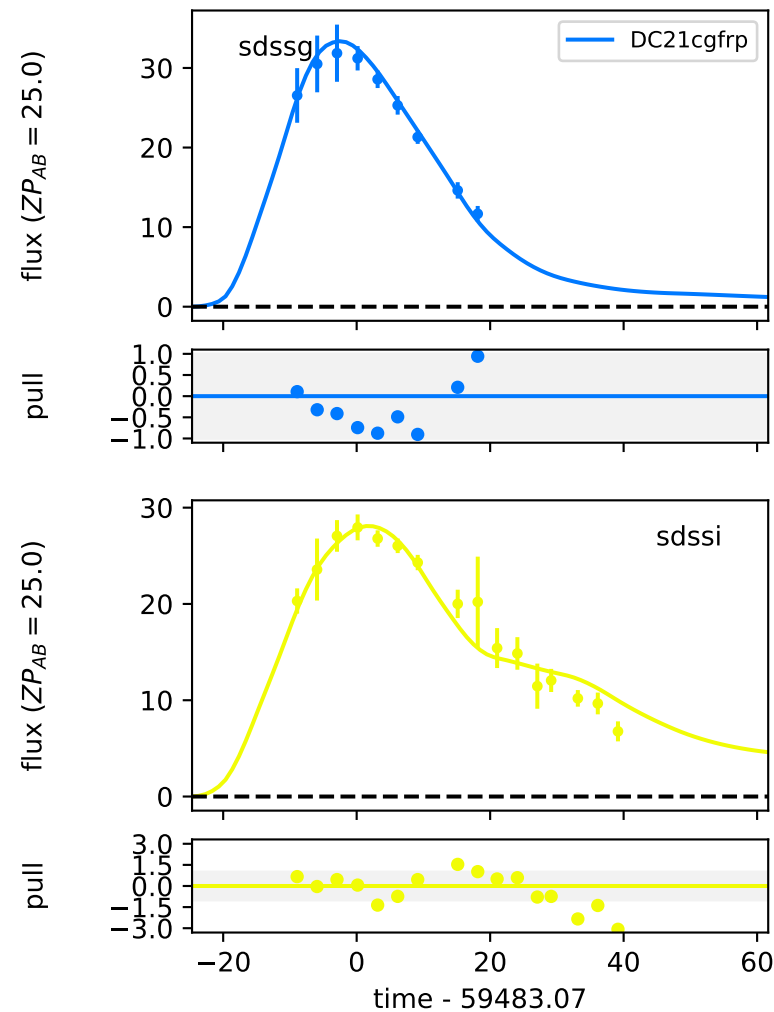 sdssg
DC21cgfrp
flux (ZP_AB = 25.0)
30
20
10
0
pull
1.0
0.5
0.0
−0.5
−1.0
sdssi
flux (ZP_AB = 25.0)
30
20
10
0
pull
3.0
1.5
0.0
−1.5
−3.0
−20 0 20 40 60
time - 59483.07